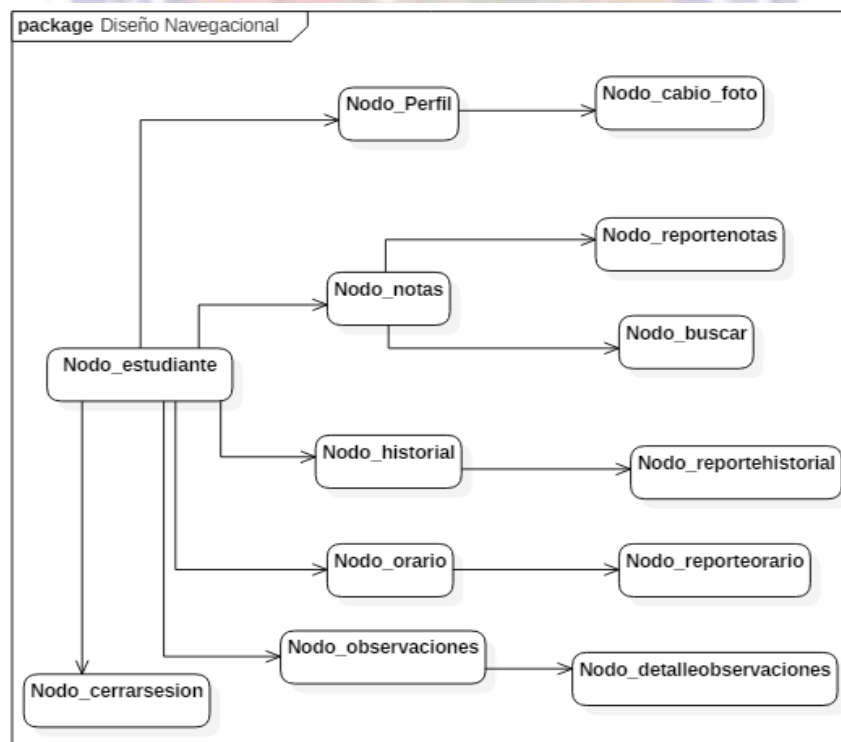 package Diseño Navegacional
Nodo_Perfil
Nodo_cabio_foto
Nodo_reportenotas
Nodo_notas
Nodo_buscar
Nodo_estudiante
Nodo_historial
Nodo_reportehistorial
Nodo_orario
Nodo_reporteorario
Nodo_observaciones
Nodo_detalleobservaciones
Nodo_cerrarsesion